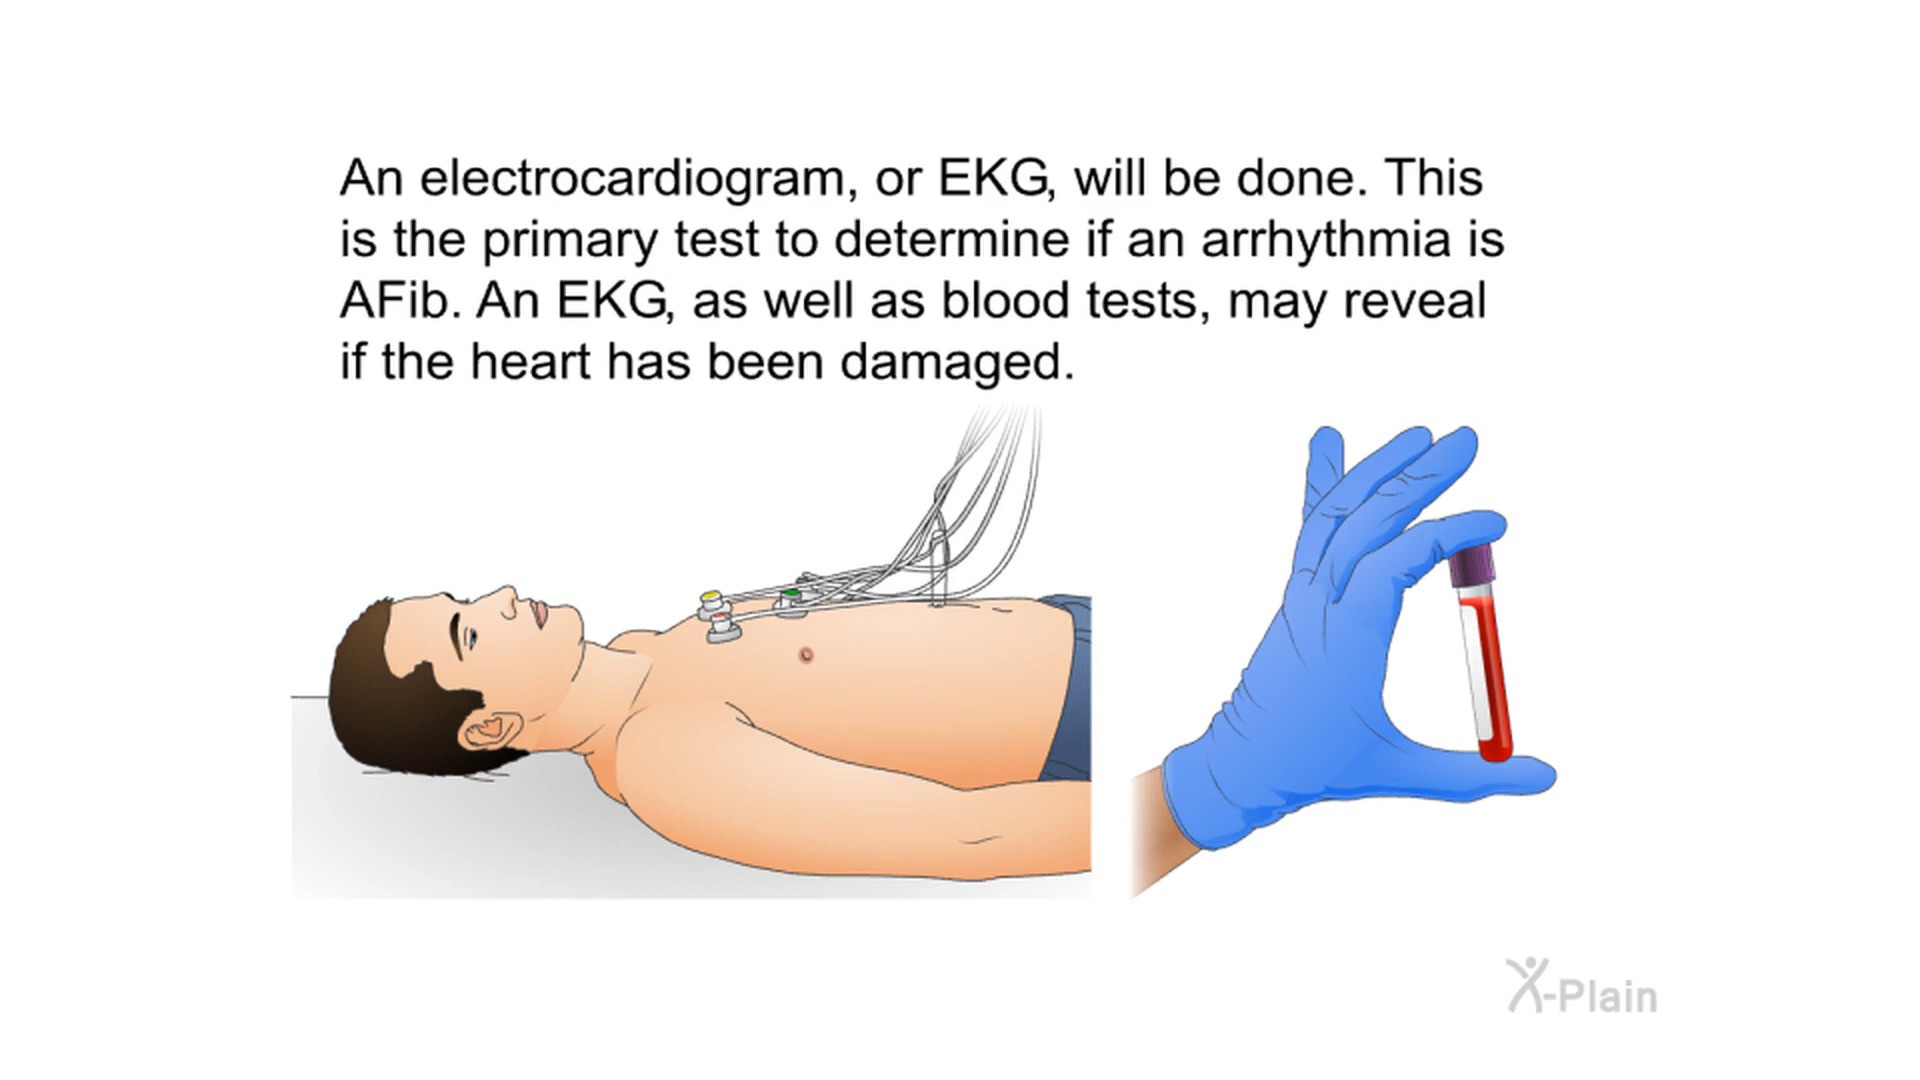 An electrocardiogram, or EKG, will be done. This
is the primary test to determine if an arrhythmia is
AFib. An EKG, as well as blood tests, may reveal
if the heart has been damaged.
X-Plain